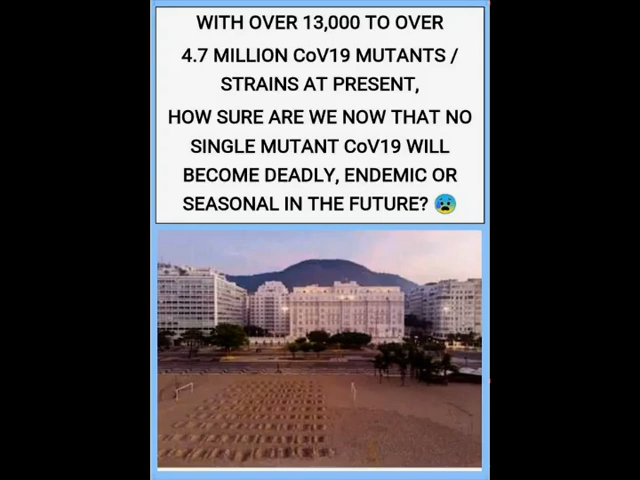 WITH OVER 13,000 TO OVER
4.7 MILLION CoV19 MUTANTS /
STRAINS AT PRESENT,
HOW SURE ARE WE NOW THAT NO
SINGLE MUTANT CoV19 WILL
BECOME DEADLY, ENDEMIC OR
SEASONAL IN THE FUTURE? 😰